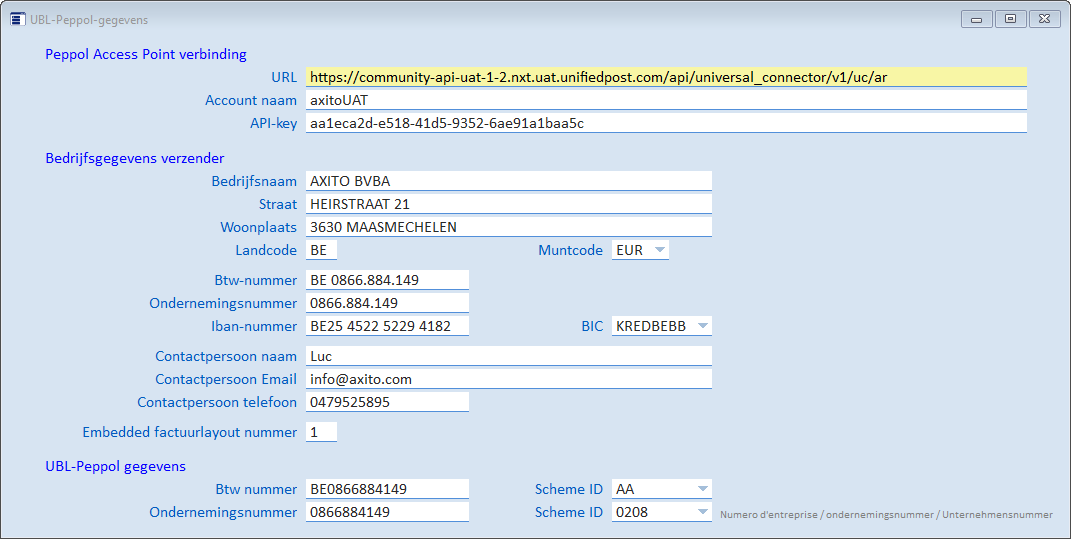 UBL-Peppol-gegevens
Peppol Access Point verbinding
URL https://community-api-uat-1-2.nxt.uat.unifiedpost.com/api/universal_connector/v1/uc/ar
Account naam axitoUAT
API-key aa1eca2d-e518-41d5-9352-6ae91a1baa5c
Bedrijfsgegevens verzender
Bedrijfsnaam AXITO BVBA
Straat HEIRSTRAAT 21
Woonplaats 3630 MAASMECHELEN
Landcode BE Muntcode EUR
Btw-nummer BE 0866.884.149
Ondernemingsnummer 0866.884.149
Iban-nummer BE25 4522 5229 4182 BIC KREDBEBB
Contactpersoon naam Luc
Contactpersoon Email info@axito.com
Contactpersoon telefoon 0479525895
Embedded factuurlayout nummer 1
UBL-Peppol gegevens
Btw nummer BE0866884149 Scheme ID AA
Ondernemingsnummer 0866884149 Scheme ID 0208 Numero d'entreprise / ondernemingsnummer / Unternehmensnummer